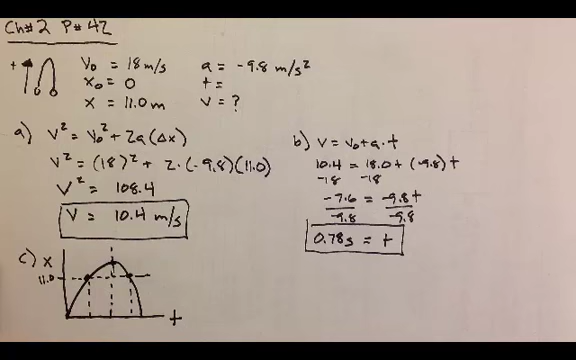 Ch#2 P#42
+
V₀ = 18 m/s a = -9.8 m/s²
X₀ = 0 t =
X = 11.0 m V = ?
a) V² = V₀² + 2a(Δx)
V² = (18)² + 2·(-9.8)(11.0)
V² = 108.4
V = 10.4 m/s
b) V = V₀ + a·t
10.4 = 18.0 + (-9.8)t
-18 -18
-7.6 = -9.8t
-9.8 -9.8
0.78s = t
c) X
11.0
t